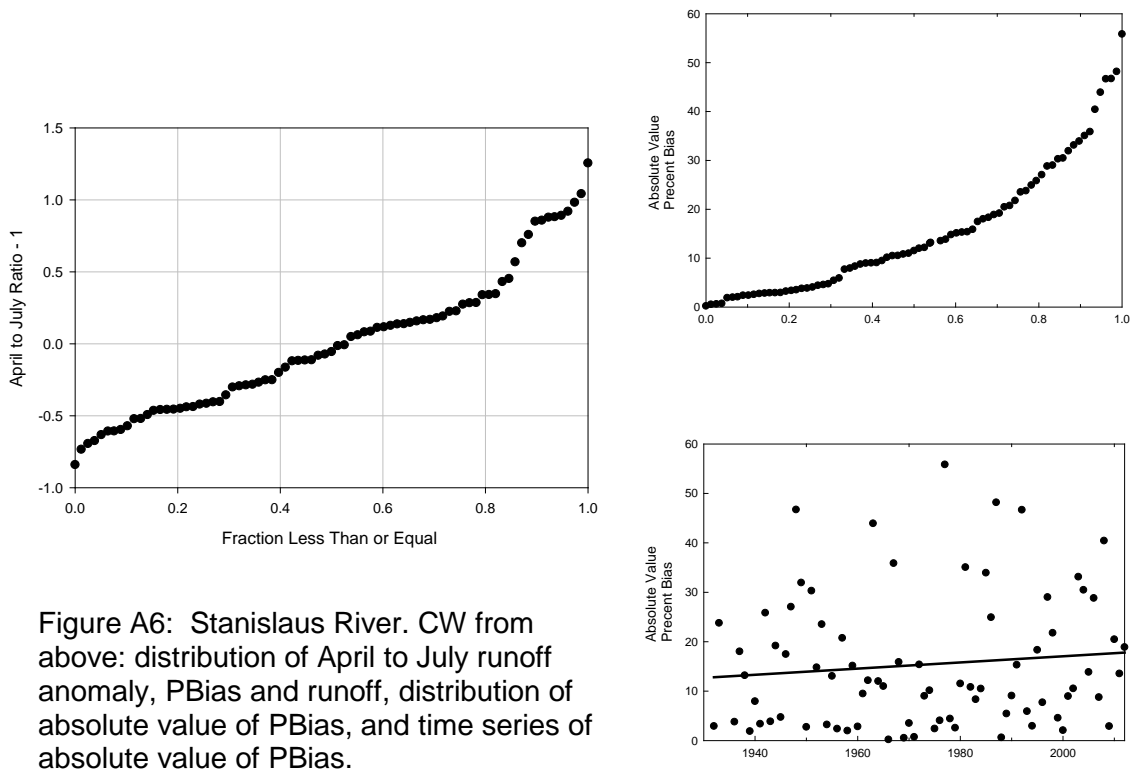 1.5
1.0
0.5
0.0
-0.5
-1.0
April to July Ratio - 1
0.0 0.2 0.4 0.6 0.8 1.0
Fraction Less Than or Equal
60
50
40
30
20
10
0
Absolute Value
Precent Bias
0.0 0.2 0.4 0.6 0.8 1.0
60
50
40
30
20
10
0
Absolute Value
Precent Bias
1940 1960 1980 2000
Figure A6: Stanislaus River. CW from
above: distribution of April to July runoff
anomaly, PBias and runoff, distribution of
absolute value of PBias, and time series of
absolute value of PBias.